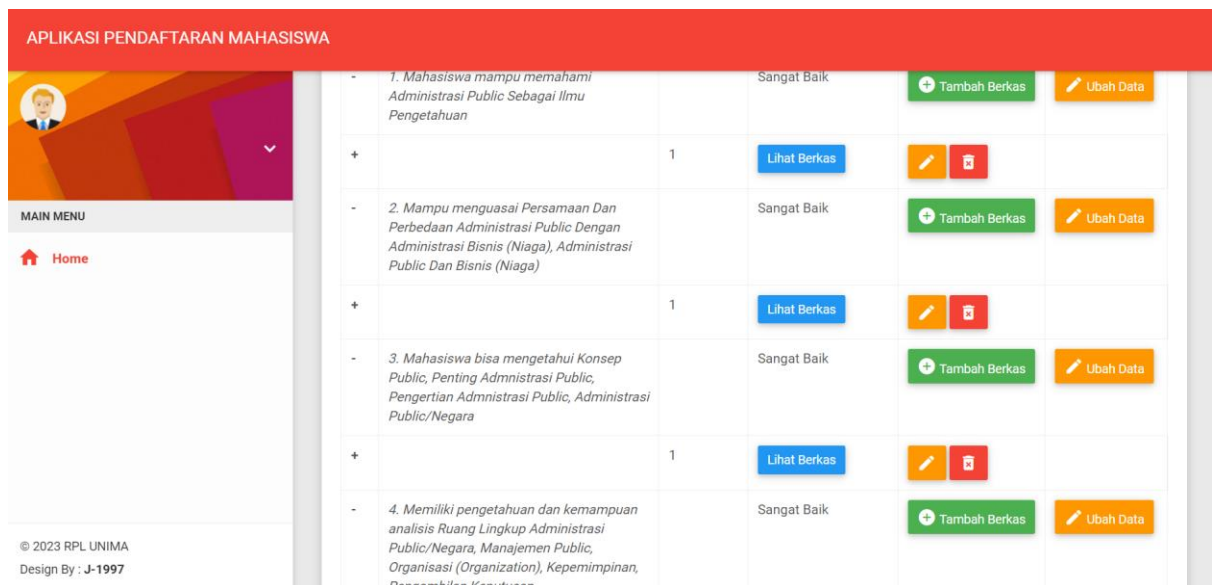 APLIKASI PENDAFTARAN MAHASISWA
MAIN MENU
Home
© 2023 RPL UNIMA
Design By : J-1997
- 1. Mahasiswa mampu memahami Sangat Baik Tambah Berkas Ubah Data
Administrasi Public Sebagai Ilmu
Pengetahuan
+ 1 Lihat Berkas
- 2. Mampu menguasai Persamaan Dan Sangat Baik Tambah Berkas Ubah Data
Perbedaan Administrasi Public Dengan
Administrasi Bisnis (Niaga), Administrasi
Public Dan Bisnis (Niaga)
+ 1 Lihat Berkas
- 3. Mahasiswa bisa mengetahui Konsep Sangat Baik Tambah Berkas Ubah Data
Public, Penting Admnistrasi Public,
Pengertian Admnistrasi Public, Administrasi
Public/Negara
+ 1 Lihat Berkas
- 4. Memiliki pengetahuan dan kemampuan Sangat Baik Tambah Berkas Ubah Data
analisis Ruang Lingkup Administrasi
Public/Negara, Manajemen Public,
Organisasi (Organization), Kepemimpinan,